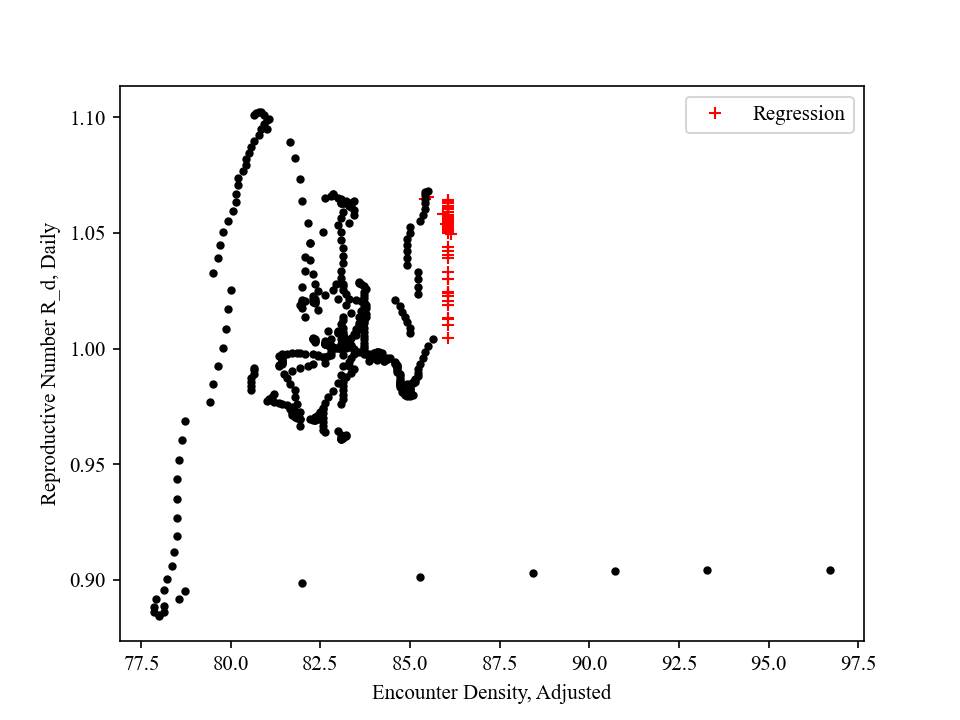 Regression
1.10
1.05
1.00
0.95
0.90
Reproductive Number R_d, Daily
77.5 80.0 82.5 85.0 87.5 90.0 92.5 95.0 97.5
Encounter Density, Adjusted